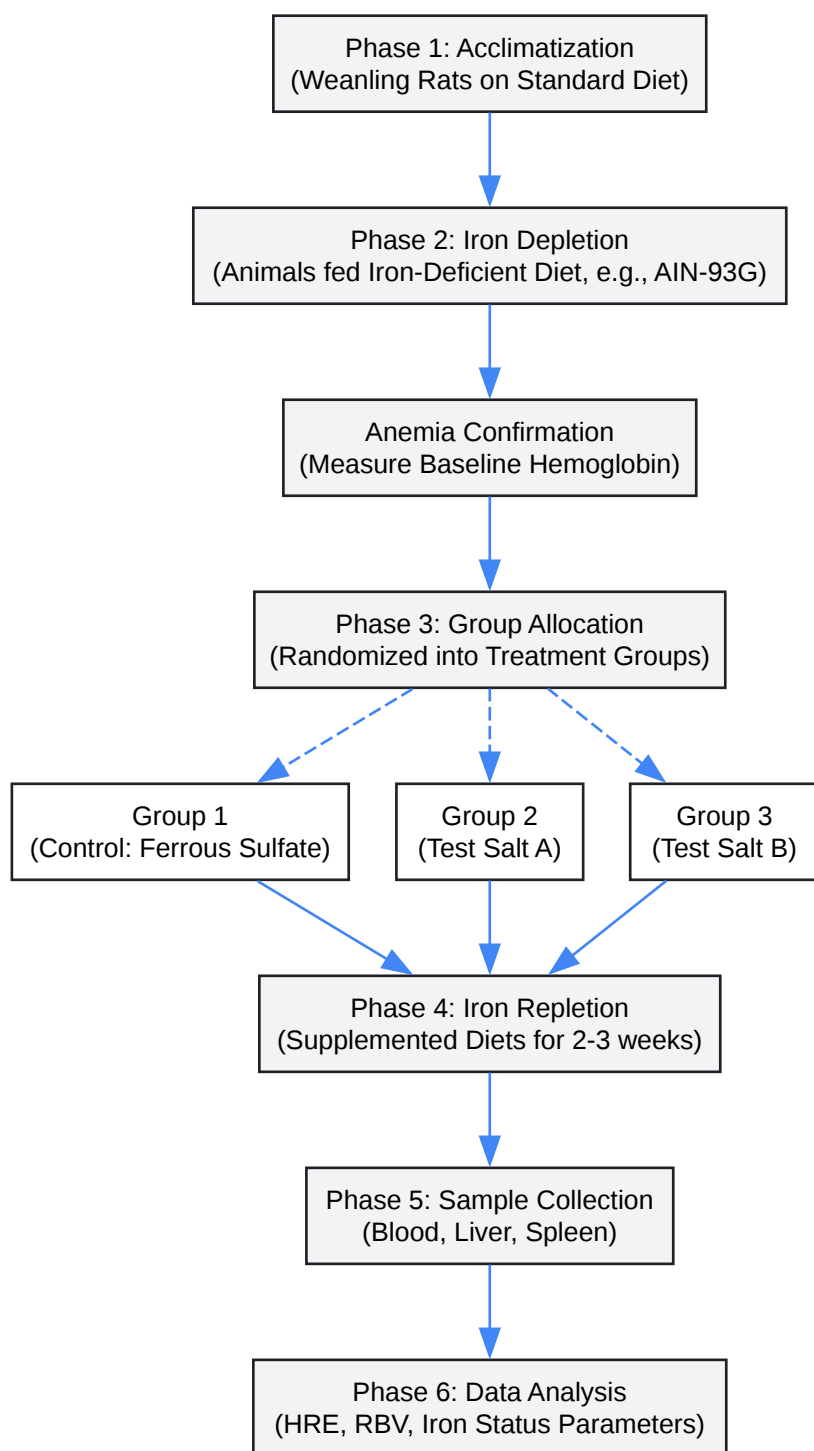 Phase 1: Acclimatization
(Weanling Rats on Standard Diet)
Phase 2: Iron Depletion
(Animals fed Iron-Deficient Diet, e.g., AIN-93G)
Anemia Confirmation
(Measure Baseline Hemoglobin)
Phase 3: Group Allocation
(Randomized into Treatment Groups)
Group 1
(Control: Ferrous Sulfate)
Group 2
(Test Salt A)
Group 3
(Test Salt B)
Phase 4: Iron Repletion
(Supplemented Diets for 2-3 weeks)
Phase 5: Sample Collection
(Blood, Liver, Spleen)
Phase 6: Data Analysis
(HRE, RBV, Iron Status Parameters)